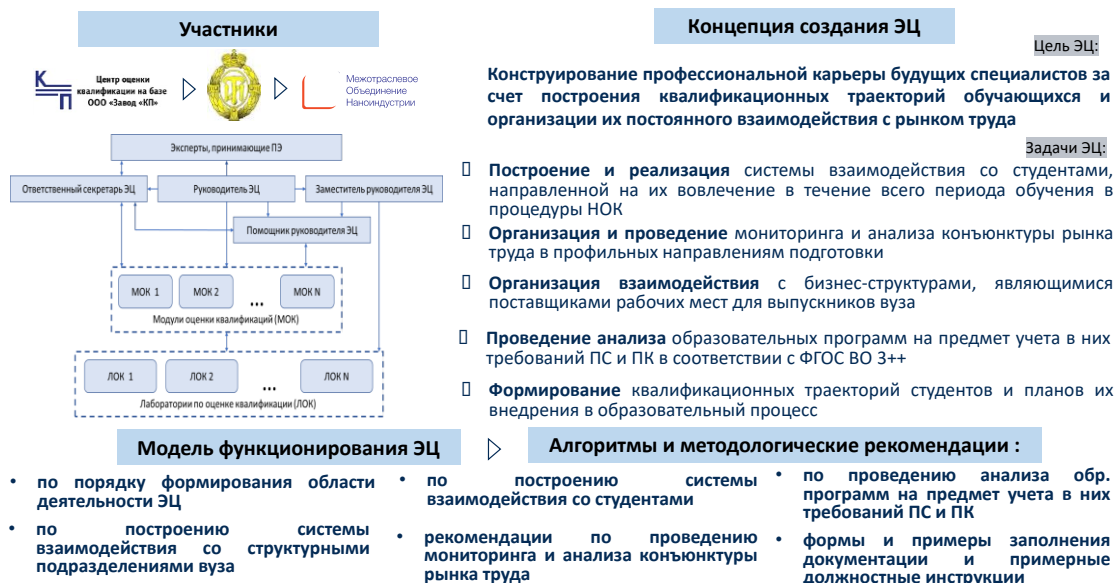 Участники
К
П
Центр оценки
квалификации на базе
ООО «Завод «КП»
Межотраслевое
Объединение
Наноиндустрии
Эксперты, принимающие ПЭ
Ответственный секретарь ЭЦ
Руководитель ЭЦ
Заместитель руководителя ЭЦ
Помощник руководителя ЭЦ
МОК 1
МОК 2
...
МОК N
Модули оценки квалификаций (МОК)
ЛОК 1
ЛОК 2
...
ЛОК N
Лаборатории по оценке квалификации (ЛОК)
Концепция создания ЭЦ
Цель ЭЦ:
Конструирование профессиональной карьеры будущих специалистов за
счет построения квалификационных траекторий обучающихся и
организации их постоянного взаимодействия с рынком труда
Задачи ЭЦ:
Построение и реализация системы взаимодействия со студентами,
направленной на их вовлечение в течение всего периода обучения в
процедуры НОК
Организация и проведение мониторинга и анализа конъюнктуры рынка
труда в профильных направлениям подготовки
Организация взаимодействия с бизнес-структурами, являющимися
поставщиками рабочих мест для выпускников вуза
Проведение анализа образовательных программ на предмет учета в них
требований ПС и ПК в соответствии с ФГОС ВО 3++
Формирование квалификационных траекторий студентов и планов их
внедрения в образовательный процесс
Модель функционирования ЭЦ
Алгоритмы и методологические рекомендации :
• по порядку формирования области
деятельности ЭЦ
• по построению системы
взаимодействия со структурными
подразделениями вуза
• по построению системы
взаимодействия со студентами
• рекомендации по проведению
мониторинга и анализа конъюнктуры
рынка труда
• по проведению анализа обр.
программ на предмет учета в них
требований ПС и ПК
• формы и примеры заполнения
документации и примерные
должностные инструкции